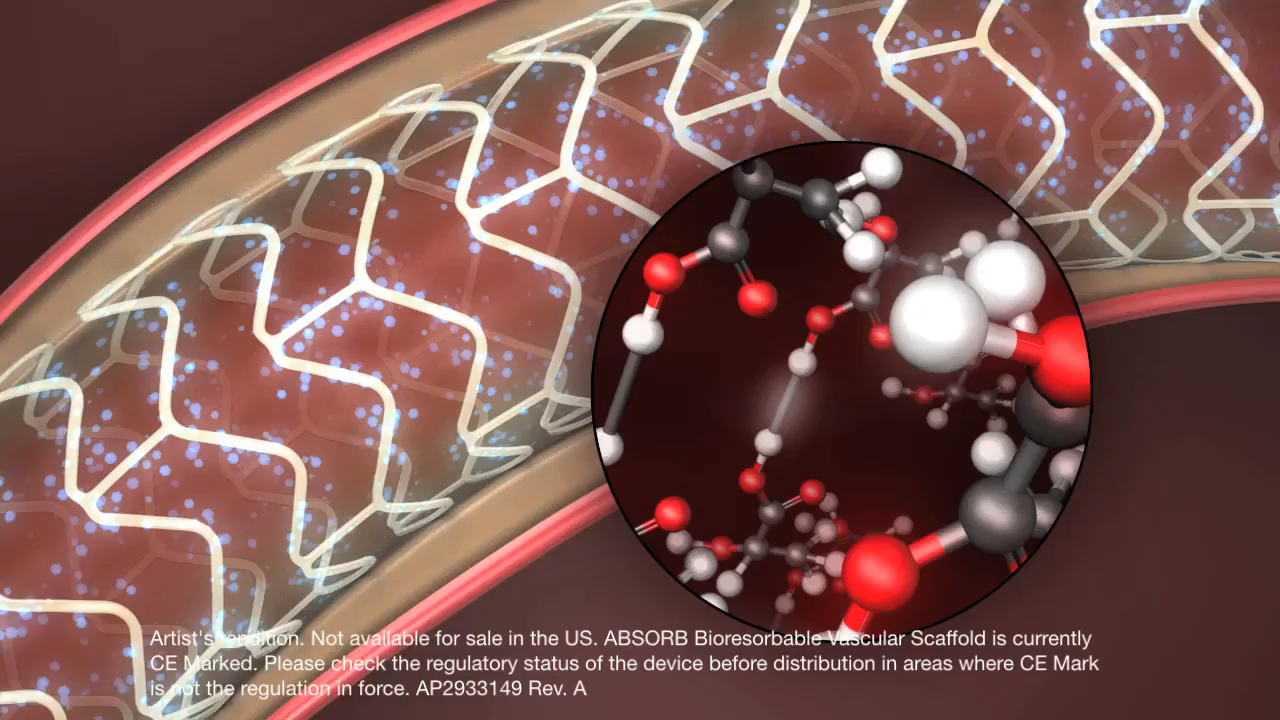 Artist's rendition. Not available for sale in the US. ABSORB Bioresorbable Vascular Scaffold is currently
CE Marked. Please check the regulatory status of the device before distribution in areas where CE Mark
is not the regulation in force. AP2933149 Rev. A